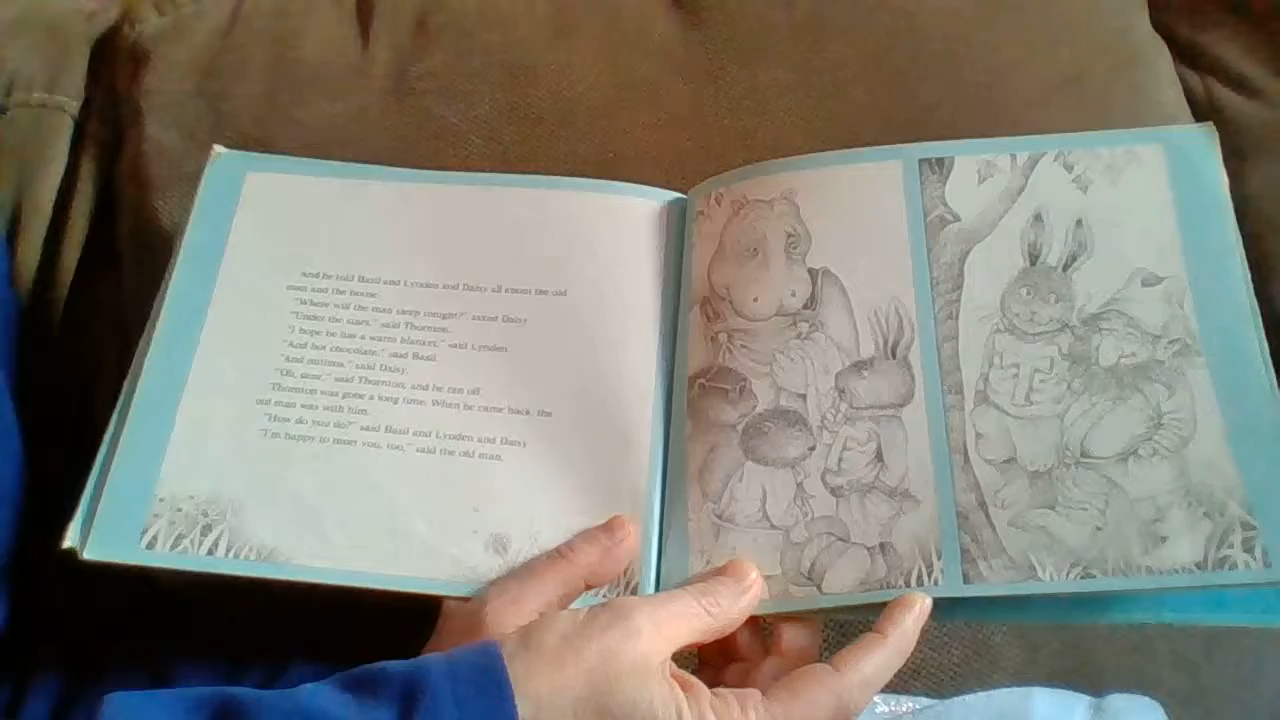 and he told Basil and Lynden and Daisy all about the old
man and the horse.
"Where will the man sleep tonight?" asked Daisy.
"Under the stars," said Thornton.
"I hope he has a warm blanket," said Lynden.
"And hot chocolate," said Basil.
"And mittens," said Daisy.
"Oh, dear," said Thornton, and he ran off.
Thornton was gone a long time. When he came back, the
old man was with him.
"How do you do?" said Basil and Lynden and Daisy.
"I'm happy to meet you, too," said the old man.
T